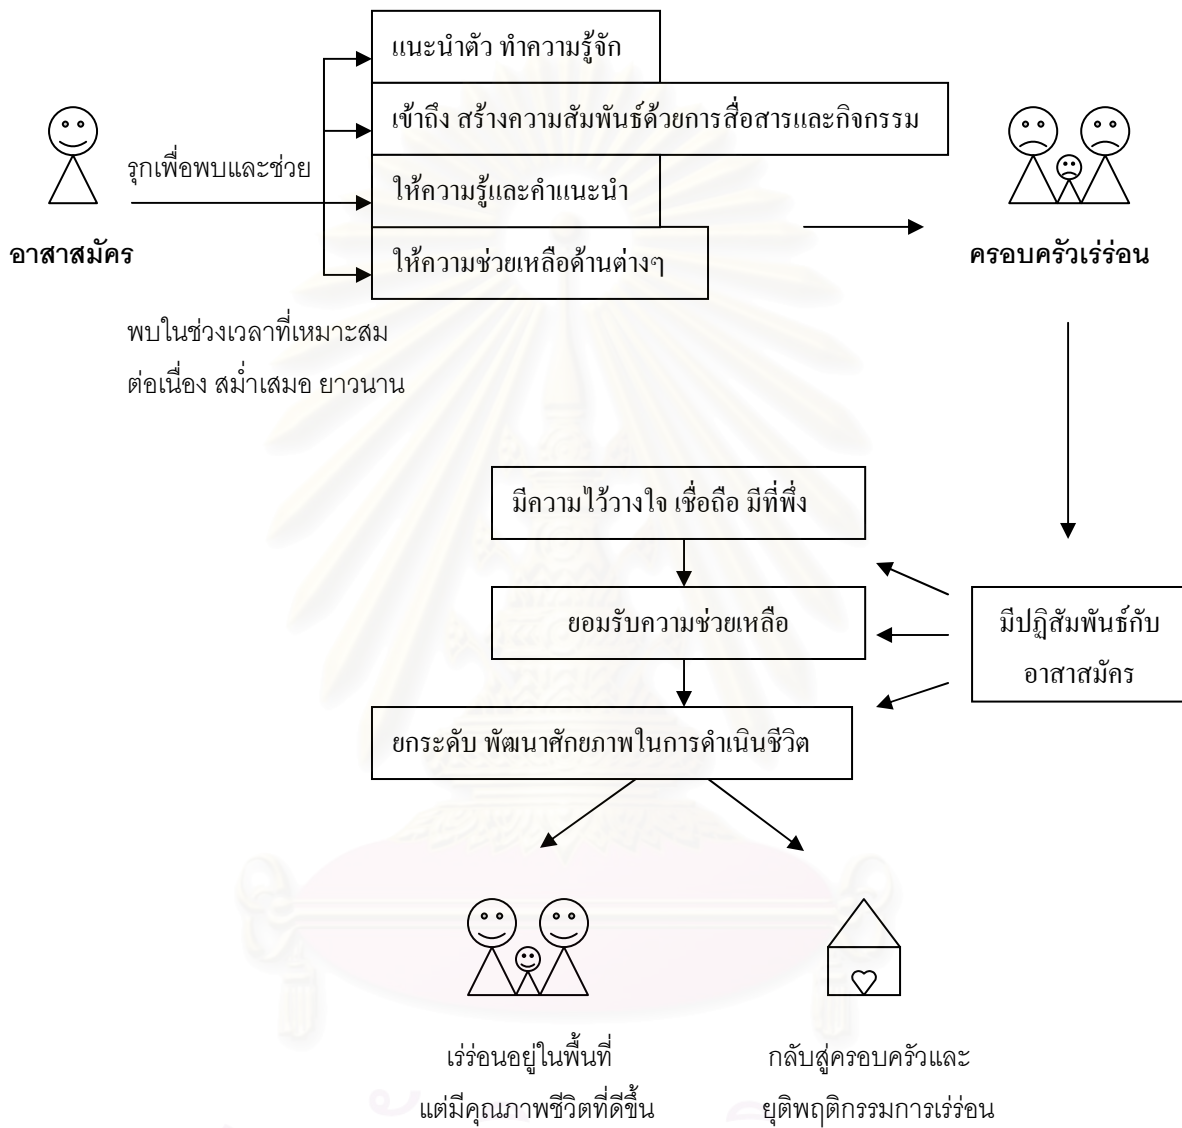 แนะนำตัว ทำความรู้จัก
เข้าถึง สร้างความสัมพันธ์ด้วยการสื่อสารและกิจกรรม
รุกเพื่อพบและช่วย
ให้ความรู้และคำแนะนำ
ให้ความช่วยเหลือด้านต่างๆ
อาสาสมัคร
ครอบครัวเร่ร่อน
พบในช่วงเวลาที่เหมาะสม
ต่อเนื่อง สม่ำเสมอ ยาวนาน
มีความไว้วางใจ เชื่อถือ มีที่พึ่ง
ยอมรับความช่วยเหลือ
มีปฏิสัมพันธ์กับ
อาสาสมัคร
ยกระดับ พัฒนาศักยภาพในการดำเนินชีวิต
เร่ร่อนอยู่ในพื้นที่
แต่มีคุณภาพชีวิตที่ดีขึ้น
กลับสู่ครอบครัวและ
ยุติพฤติกรรมการเร่ร่อน